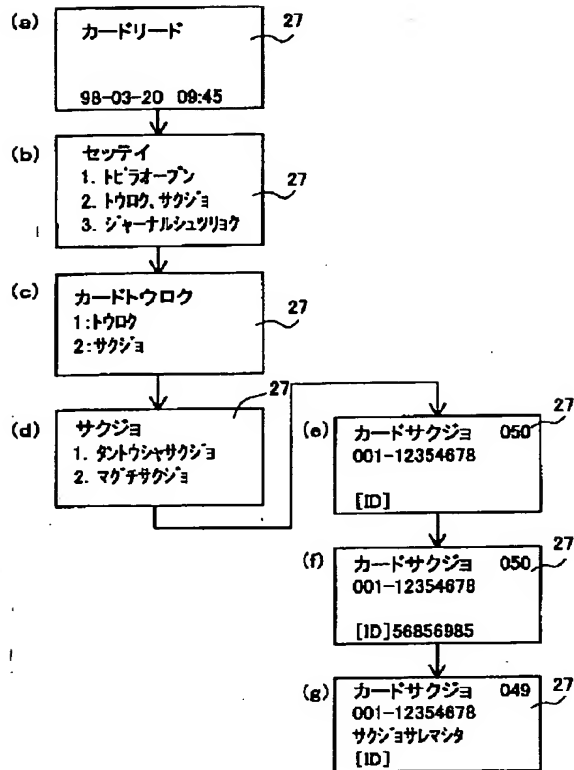 (a)
カードリード
98-03-20 09:45
27
(b)
セッテイ
1. トビラオープン
2. トウロク、サクジョ
3. ジャーナルシュツリョク
27
(c)
カードトウロク
1:トウロク
2:サクジョ
27
(d)
サクジョ
1. タントウシャサクジョ
2. マグチサクジョ
27
(e)
カードサクジョ 050
001-12354678
[ID]
27
(f)
カードサクジョ 050
001-12354678
[ID]56856985
27
(g)
カードサクジョ 049
001-12354678
サクジョサレマシタ
[ID]
27